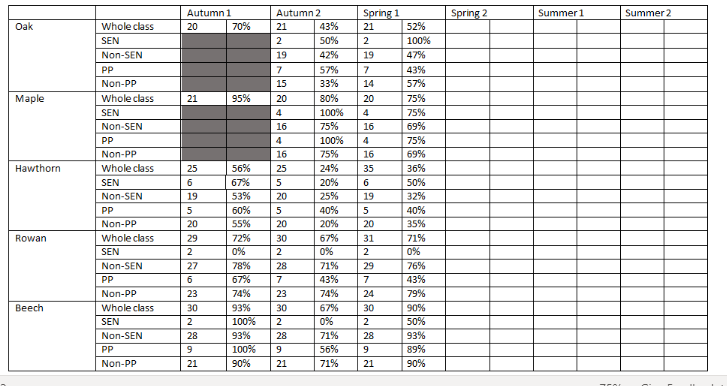 Autumn 1 Autumn 2 Spring 1 Spring 2 Summer 1 Summer 2
Oak Whole class 20 70% 21 43% 21 52%
SEN 2 50% 2 100%
Non-SEN 19 42% 19 47%
PP 7 57% 7 43%
Non-PP 15 33% 14 57%
Maple Whole class 21 95% 20 80% 20 75%
SEN 4 100% 4 75%
Non-SEN 16 75% 16 69%
PP 4 100% 4 75%
Non-PP 16 75% 16 69%
Hawthorn Whole class 25 56% 25 24% 35 36%
SEN 6 67% 5 20% 6 50%
Non-SEN 19 53% 20 25% 19 32%
PP 5 60% 5 40% 5 40%
Non-PP 20 55% 20 20% 20 35%
Rowan Whole class 29 72% 30 67% 31 71%
SEN 2 0% 2 0% 2 0%
Non-SEN 27 78% 28 71% 29 76%
PP 6 67% 7 43% 7 43%
Non-PP 23 74% 23 74% 24 79%
Beech Whole class 30 93% 30 67% 30 90%
SEN 2 100% 2 0% 2 50%
Non-SEN 28 93% 28 71% 28 93%
PP 9 100% 9 56% 9 89%
Non-PP 21 90% 21 71% 21 90%